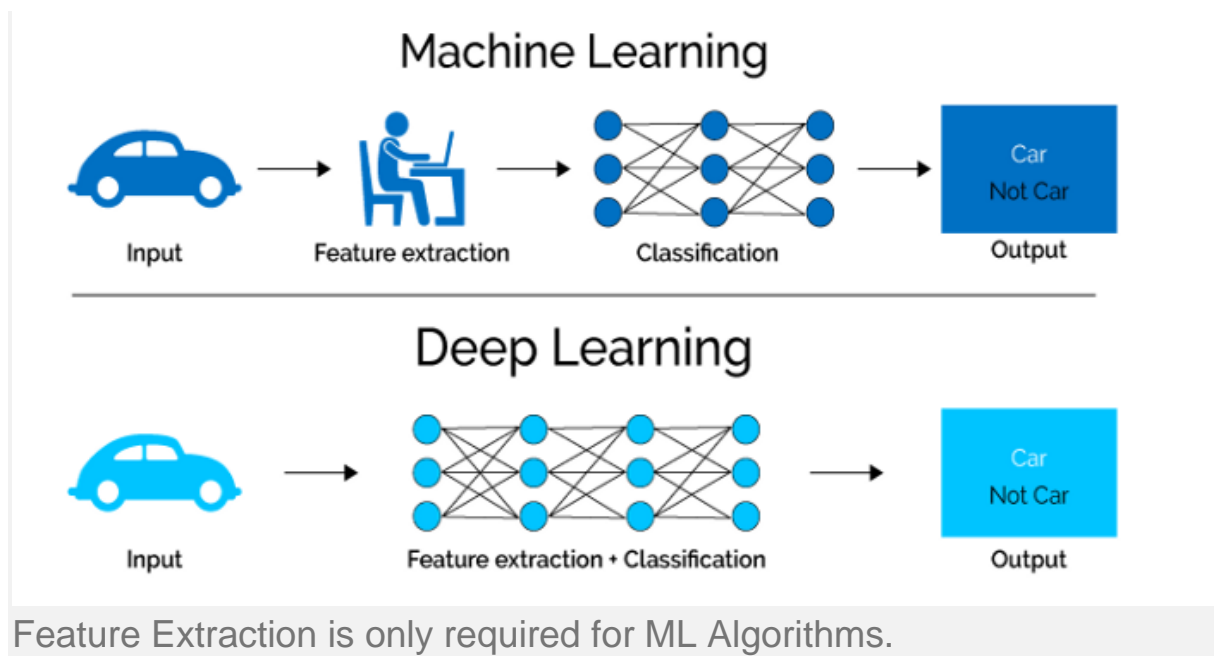 Machine Learning
Car
Not Car
Input
Feature extraction
Classification
Output
Deep Learning
Car
Not Car
Input
Feature extraction + Classification
Output
Feature Extraction is only required for ML Algorithms.